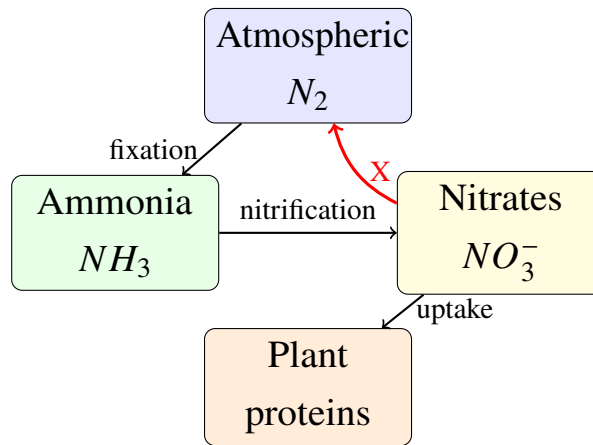 Atmospheric
N₂
fixation
X
Ammonia
NH₃
nitrification
Nitrates
NO₃⁻
uptake
Plant
proteins